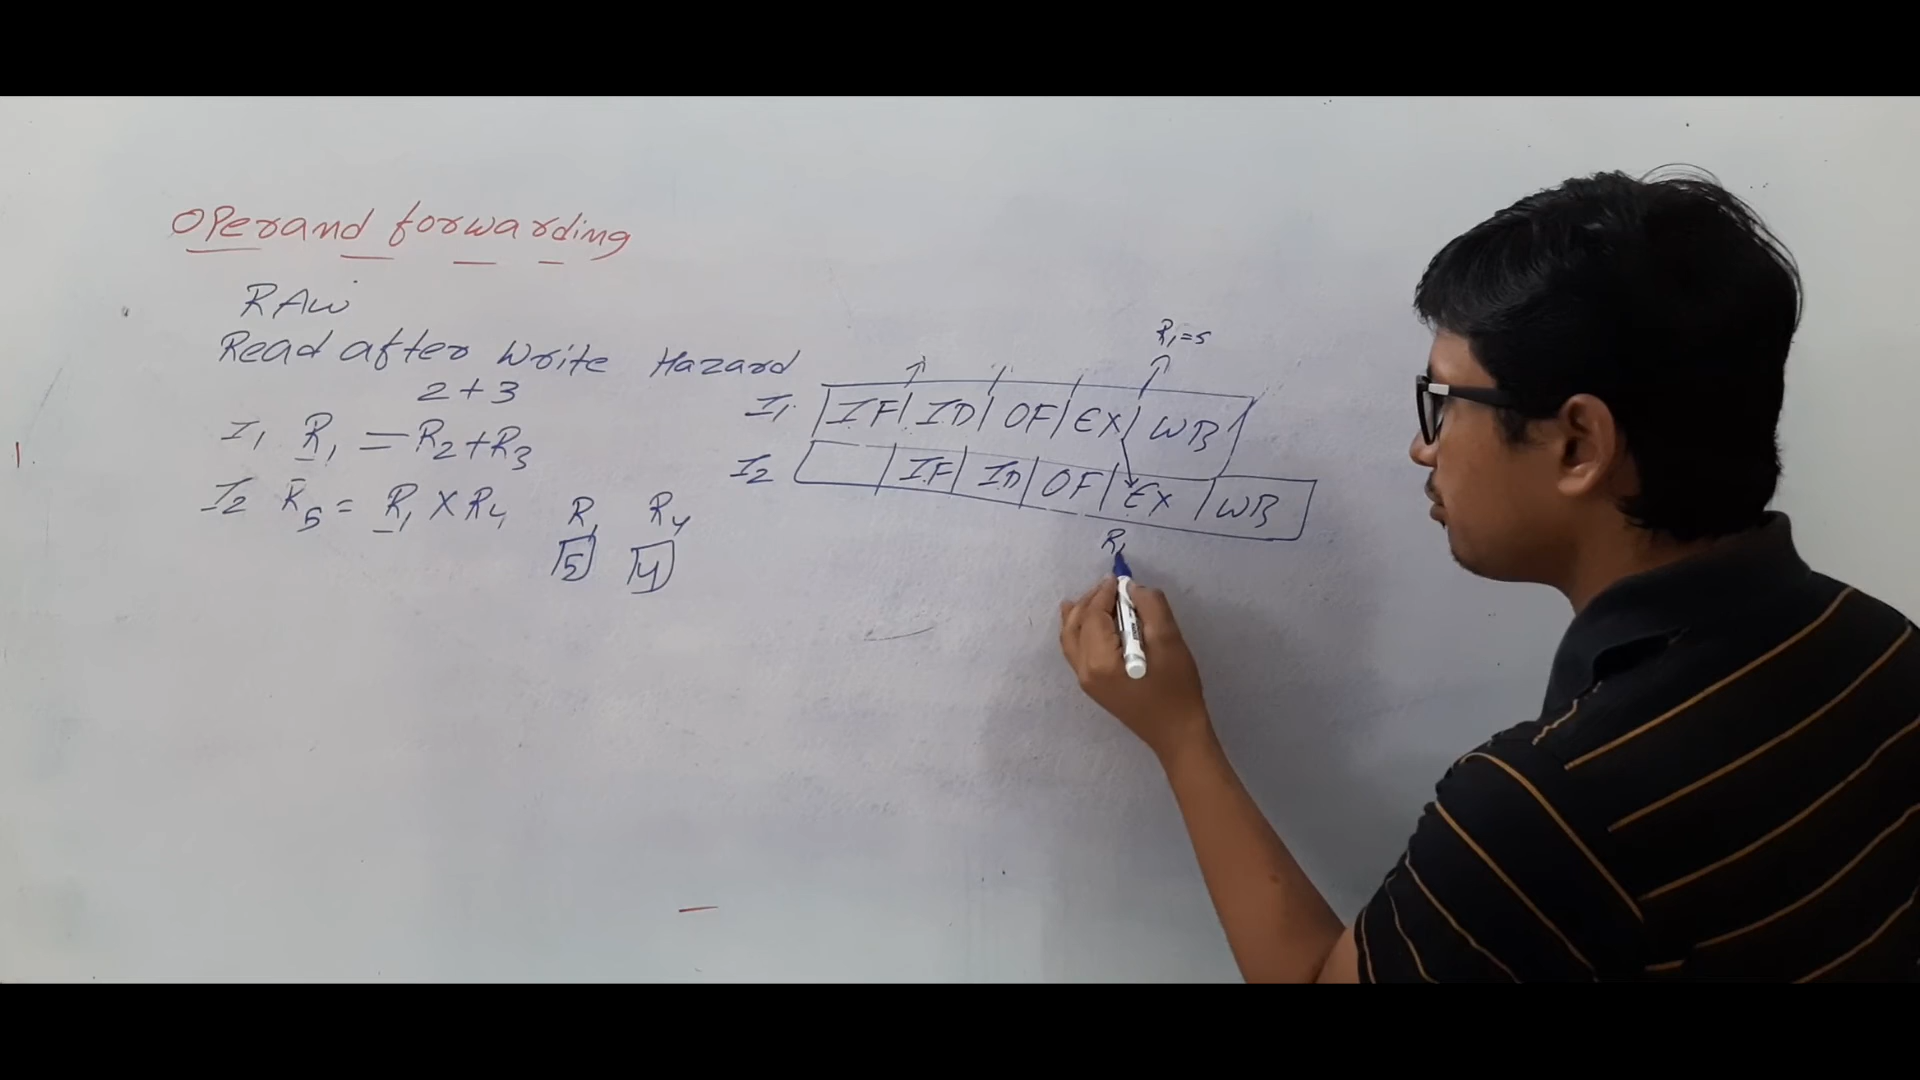 Operand forwarding
RAW
Read after Write Hazard
2+3
I1 R1 = R2+R3
I2 R5 = R1 X R4
R1 R4
5 4
R1=5
I1 IF ID OF EX WB
I2 IF ID OF EX WB
R1